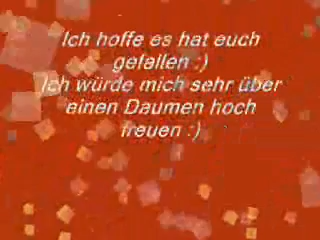 Ich hoffe es hat euch
gefallen :)
Ich würde mich sehr über
einen Daumen hoch
freuen :)